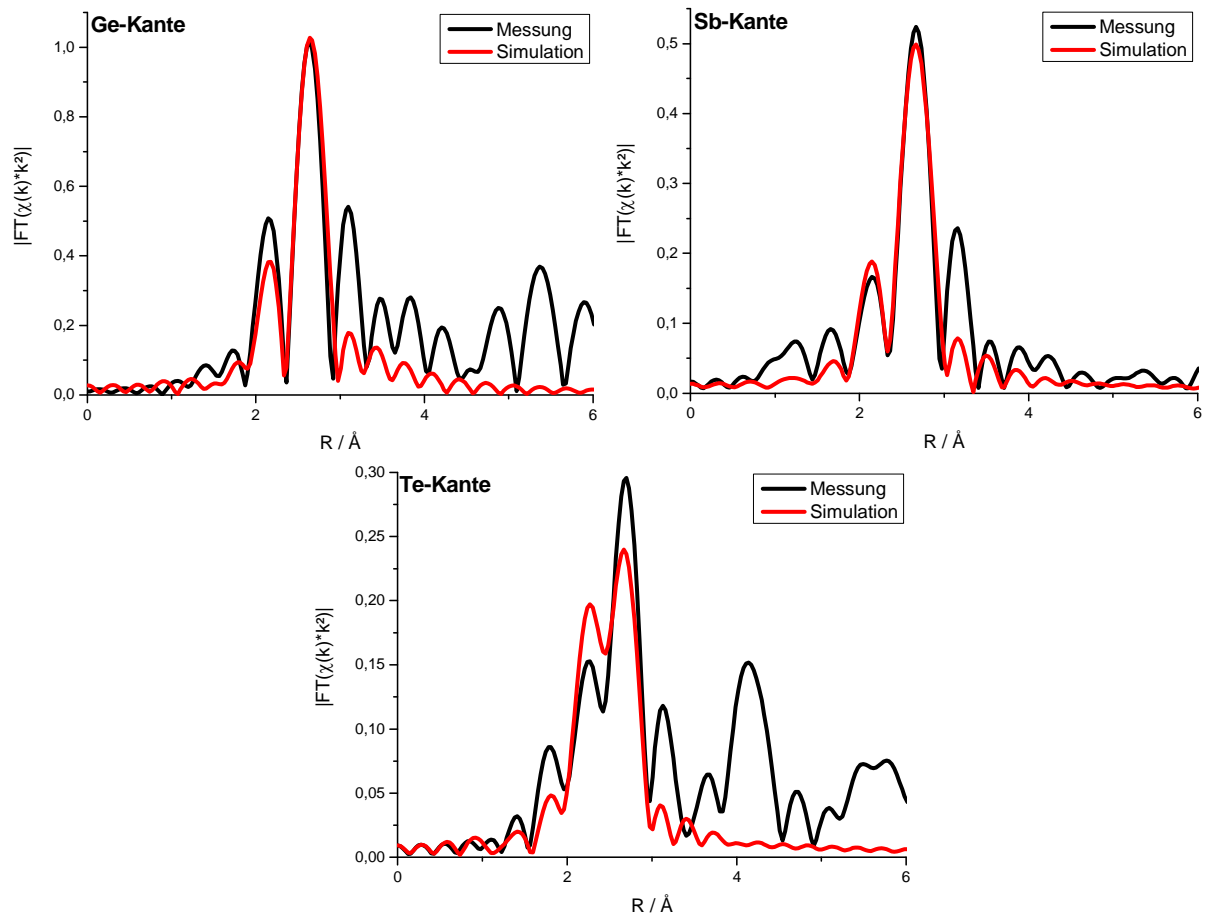 Ge-Kante
Messung
Simulation
|FT(χ(k)*k²)|
1,0
0,8
0,6
0,4
0,2
0,0
0
2
4
6
R / Å
Sb-Kante
Messung
Simulation
|FT(χ(k)*k²)|
0,5
0,4
0,3
0,2
0,1
0,0
0
2
4
6
R / Å
Te-Kante
Messung
Simulation
|FT(χ(k)*k²)|
0,30
0,25
0,20
0,15
0,10
0,05
0,00
0
2
4
6
R / Å